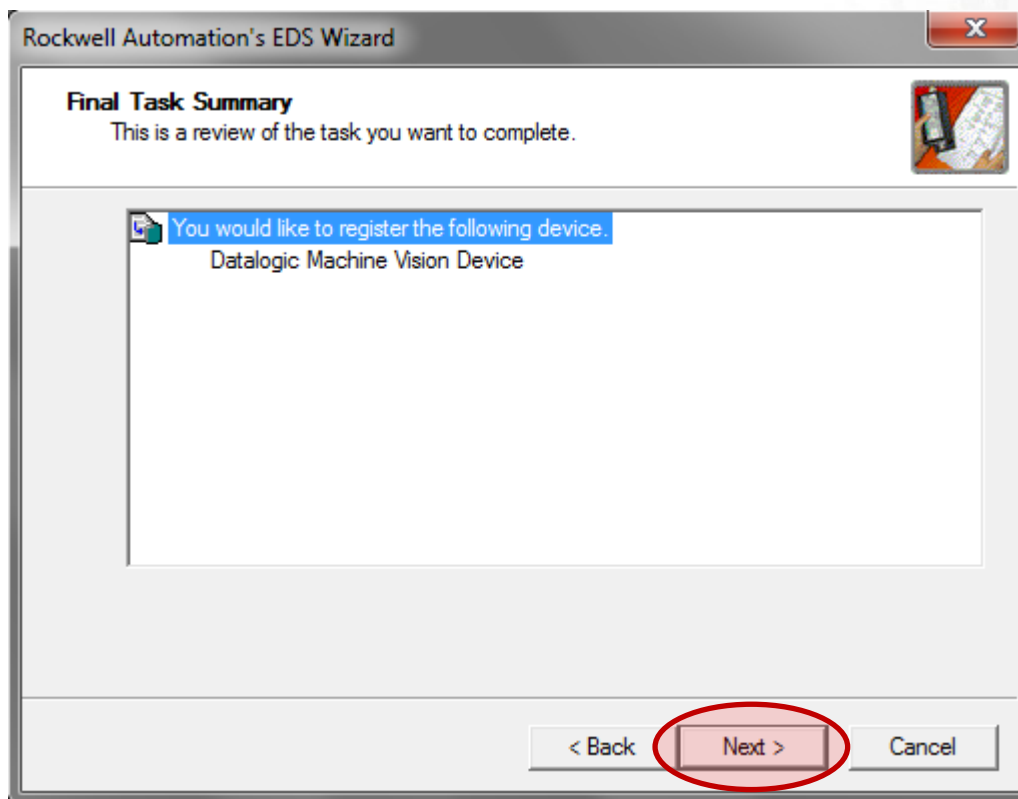 Rockwell Automation's EDS Wizard
Final Task Summary
This is a review of the task you want to complete.
You would like to register the following device.
Datalogic Machine Vision Device
< Back Next > Cancel